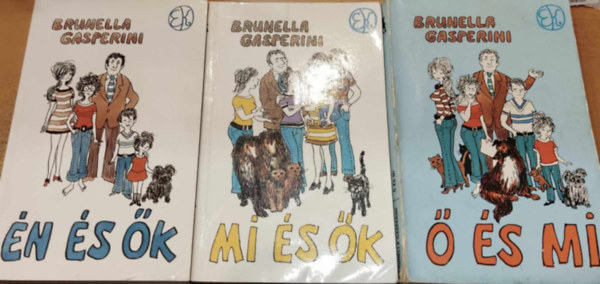 BRUNELLA
GASPERINI
ÉN ÉS ŐK
BRUNELLA
GASPERINI
MI ÉS ŐK
BRUNELLA
GASPERINI
Ő ÉS MI